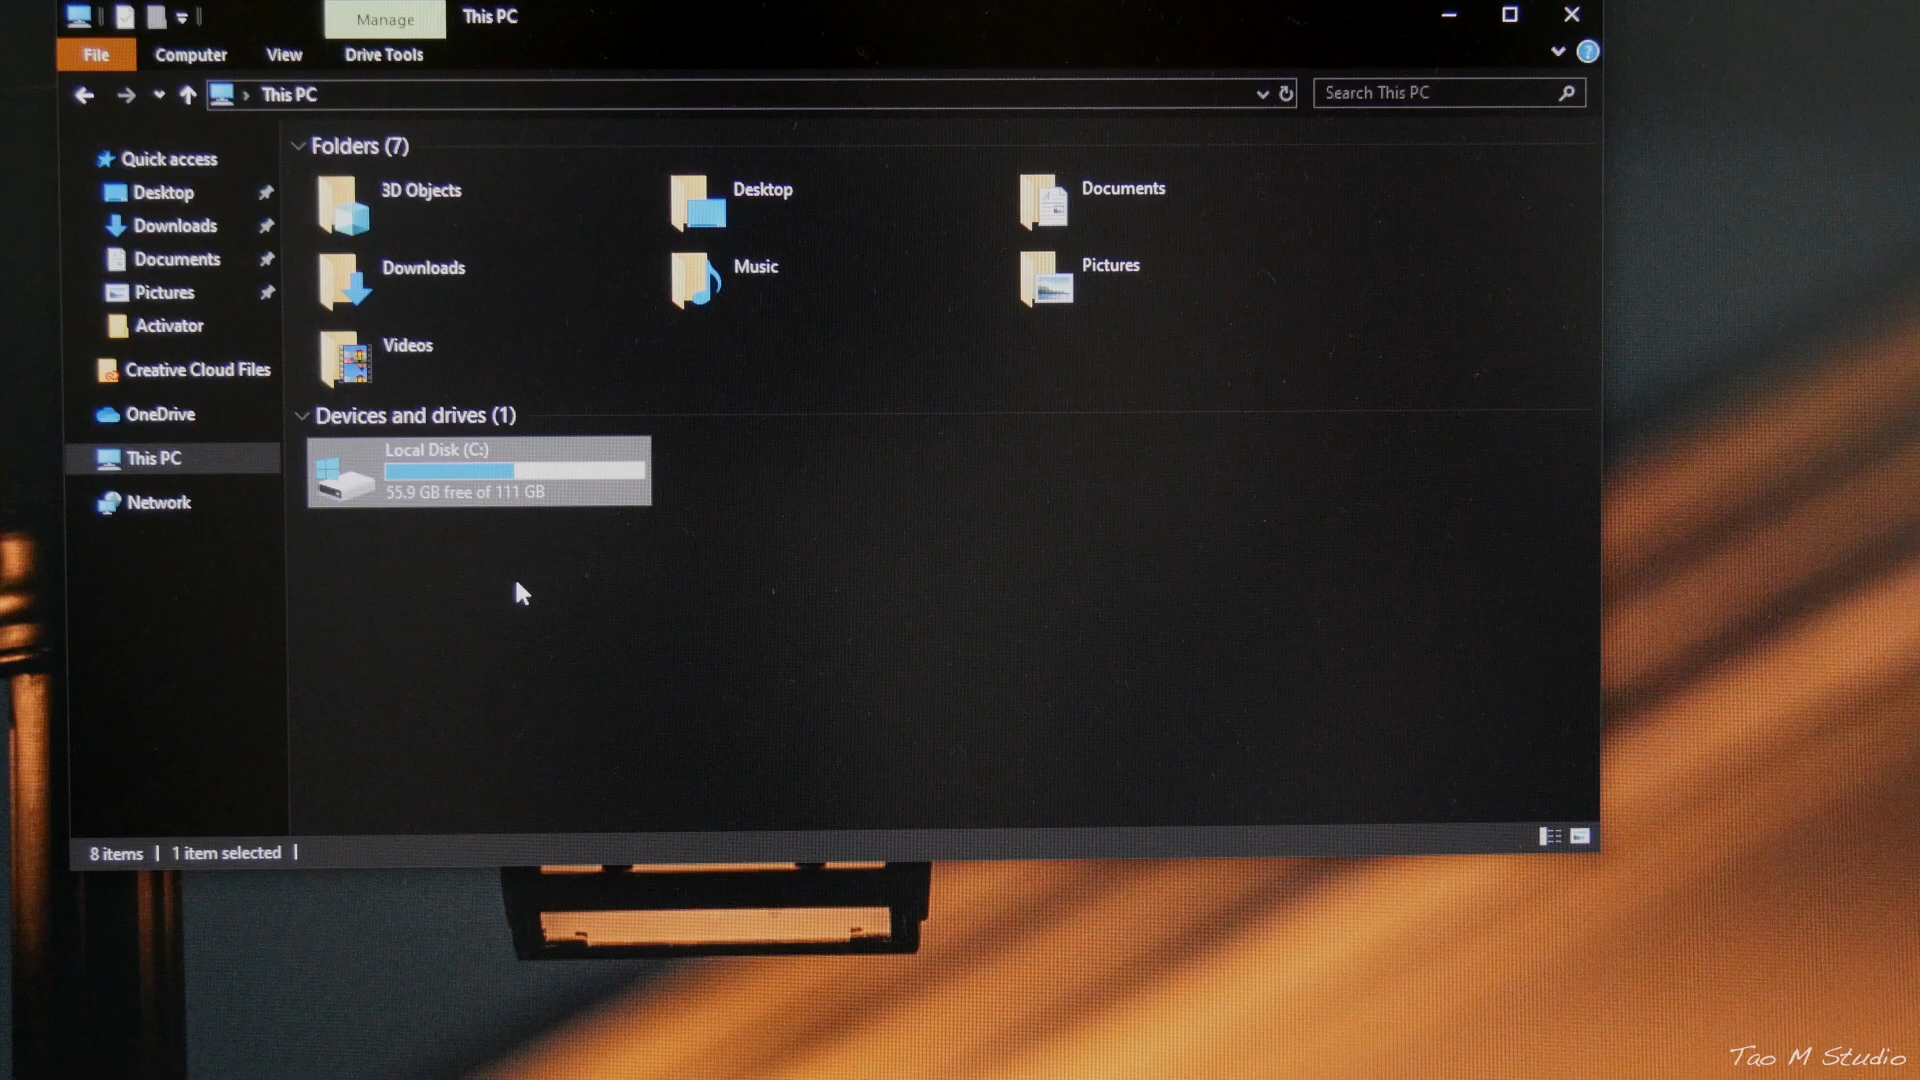 Manage
This PC
File
Computer
View
Drive Tools
This PC
Search This PC
Quick access
Desktop
Downloads
Documents
Pictures
Activator
Creative Cloud Files
OneDrive
This PC
Network
Folders (7)
3D Objects
Desktop
Documents
Downloads
Music
Pictures
Videos
Devices and drives (1)
Local Disk (C:)
55.9 GB free of 111 GB
8 items
1 item selected
Tao M Studio